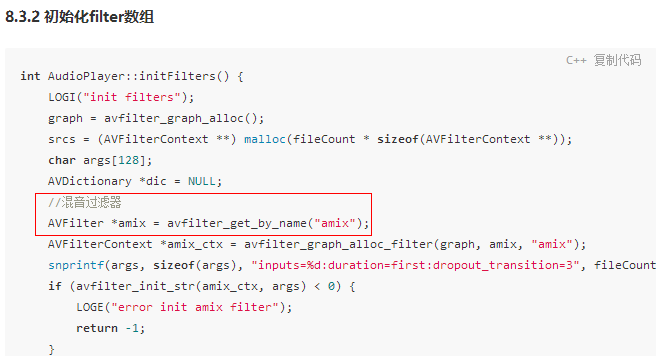 8.3.2 初始化filter数组
C++ 复制代码
int AudioPlayer::initFilters() {
LOGI("init filters");
graph = avfilter_graph_alloc();
srcs = (AVFilterContext **) malloc(fileCount * sizeof(AVFilterContext **));
char args[128];
AVDictionary *dic = NULL;
//混音过滤器
AVFilter *amix = avfilter_get_by_name("amix");
AVFilterContext *amix_ctx = avfilter_graph_alloc_filter(graph, amix, "amix");
snprintf(args, sizeof(args), "inputs=%d:duration=first:dropout_transition=3", fileCount
if (avfilter_init_str(amix_ctx, args) < 0) {
LOGE("error init amix filter");
return -1;
}